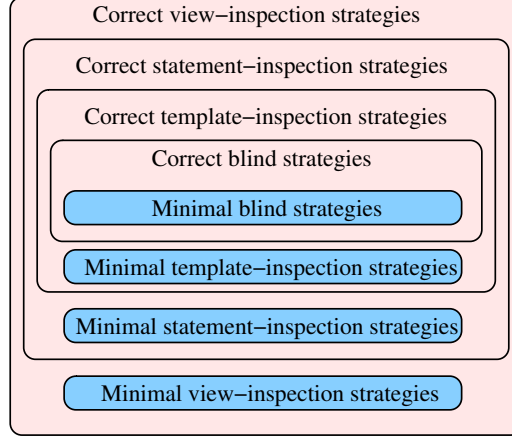 Correct view−inspection strategies
Correct statement−inspection strategies
Correct template−inspection strategies
Correct blind strategies
Minimal blind strategies
Minimal template−inspection strategies
Minimal statement−inspection strategies
Minimal view−inspection strategies